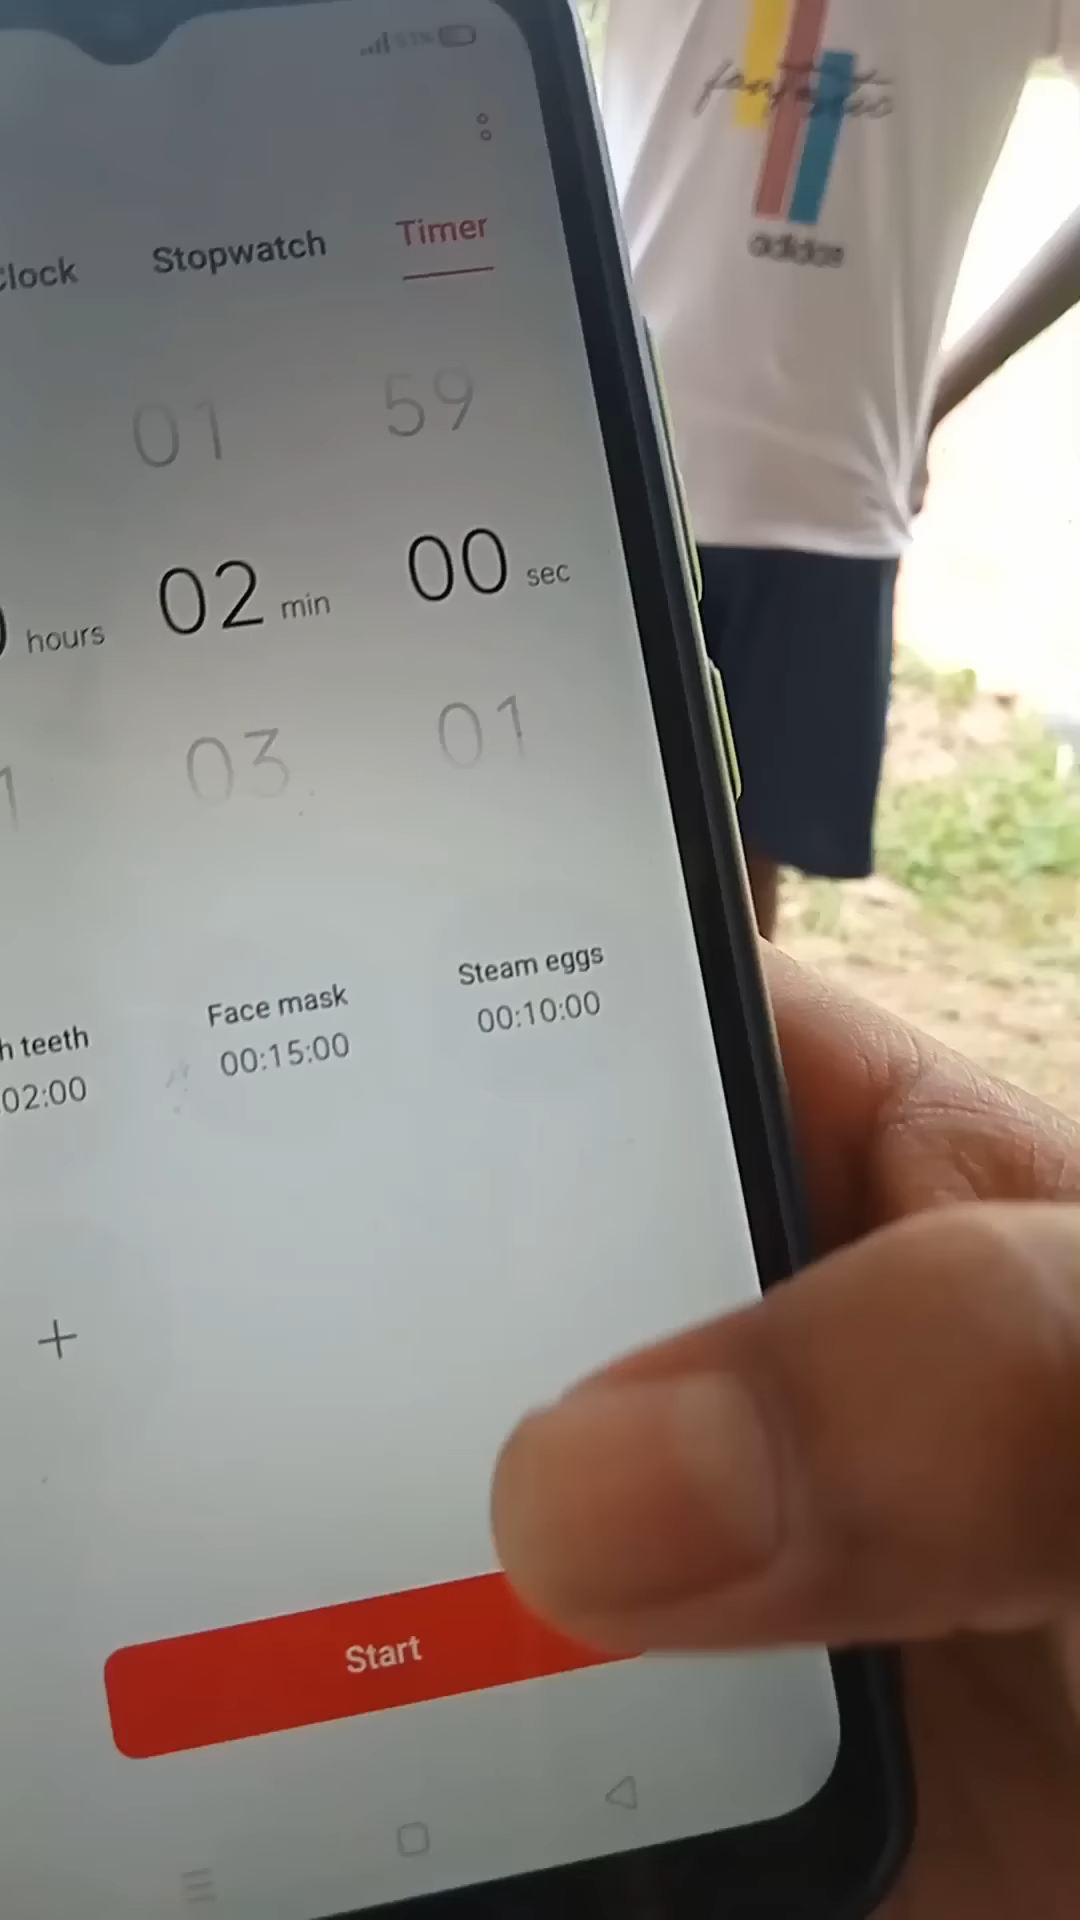 Clock Stopwatch Timer
01 59
hours 02 min 00 sec
1 03 01
h teeth Face mask Steam eggs
02:00 00:15:00 00:10:00
+
Start
adidas